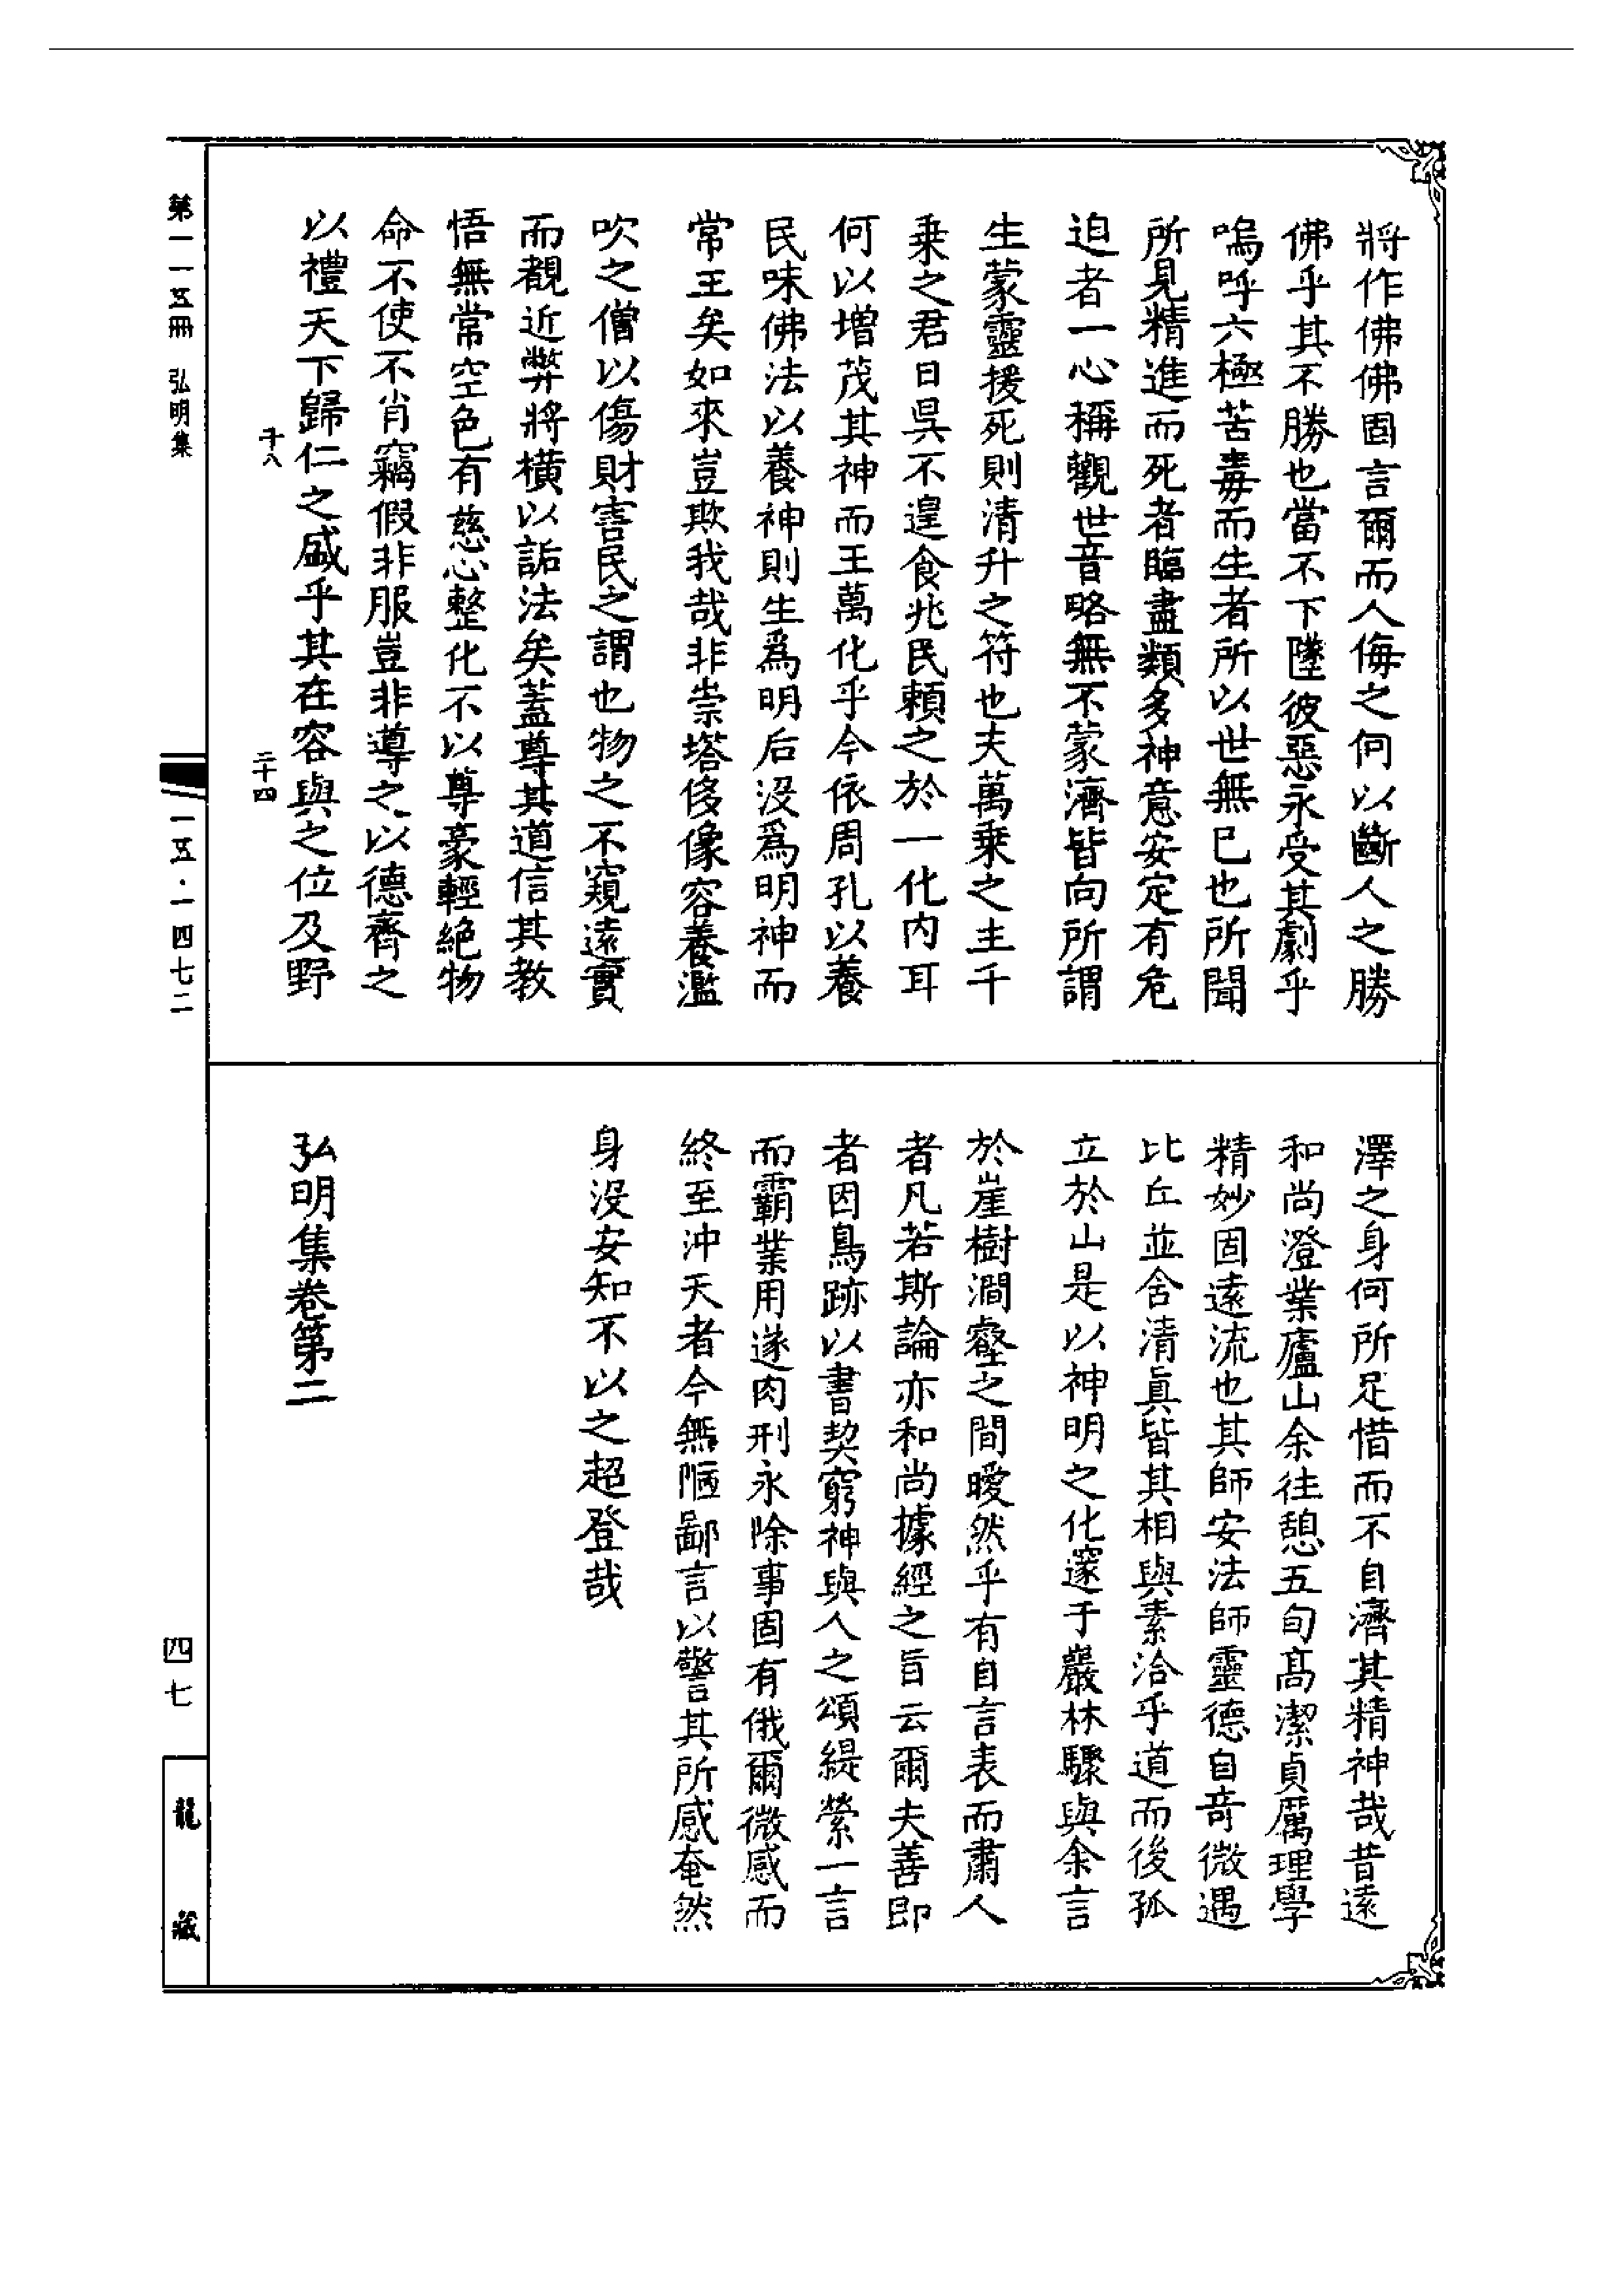 將作佛佛固言爾而人侮之何以斷人之勝
佛乎其不勝也當不下墜彼惡永受其劇乎
嗚呼六極苦毒而生者所以世無已也所聞
所見精進而死者臨盡類多神意安定有危
迫者一心稱觀世音略無不蒙濟皆向所謂
生蒙靈援死則清升之符也夫萬乗之主千
乗之君日昃不遑食兆民賴之於一化内耳
何以增茂其神而王萬化乎今依周孔以養
民味佛法以養神則生爲明后没爲明神而
常王矣如來豈欺我哉非崇塔侈像容養濫
吹之僧以傷財害民之謂也物之不窺遠實
而覩近弊將横以詬法矣蓋尊其道信其教
悟無常空色有慈心整化不以尊豪輕絶物
命不使不肖竊假非服豈非導之以德齊之
以禮天下歸仁之盛乎其在容與之位及野
澤之身何所足惜而不自濟其精神哉昔遠
和尚澄業廬山余往憩五旬髙潔貞厲理學
精妙固遠流也其師安法師靈德自竒微遇
比丘並含清眞皆其相與素洽乎道而後孤
立於山是以神明之化邃于巖林驟與余言
於崖樹澗壑之間曖然乎有自言表而肅人
者凡若斯論亦和尚據經之旨云爾夫善即
者因鳥跡以書契窮神與人之頌緹縈一言
而霸業用遂肉刑永除事固有俄爾微感而
終至沖天者今無陋鄙言以警其所感奄然
身没安知不以之超登哉
弘明集卷第二
第一一五冊 弘明集
千八
二十四
一一五·一四七二
四七
龍藏